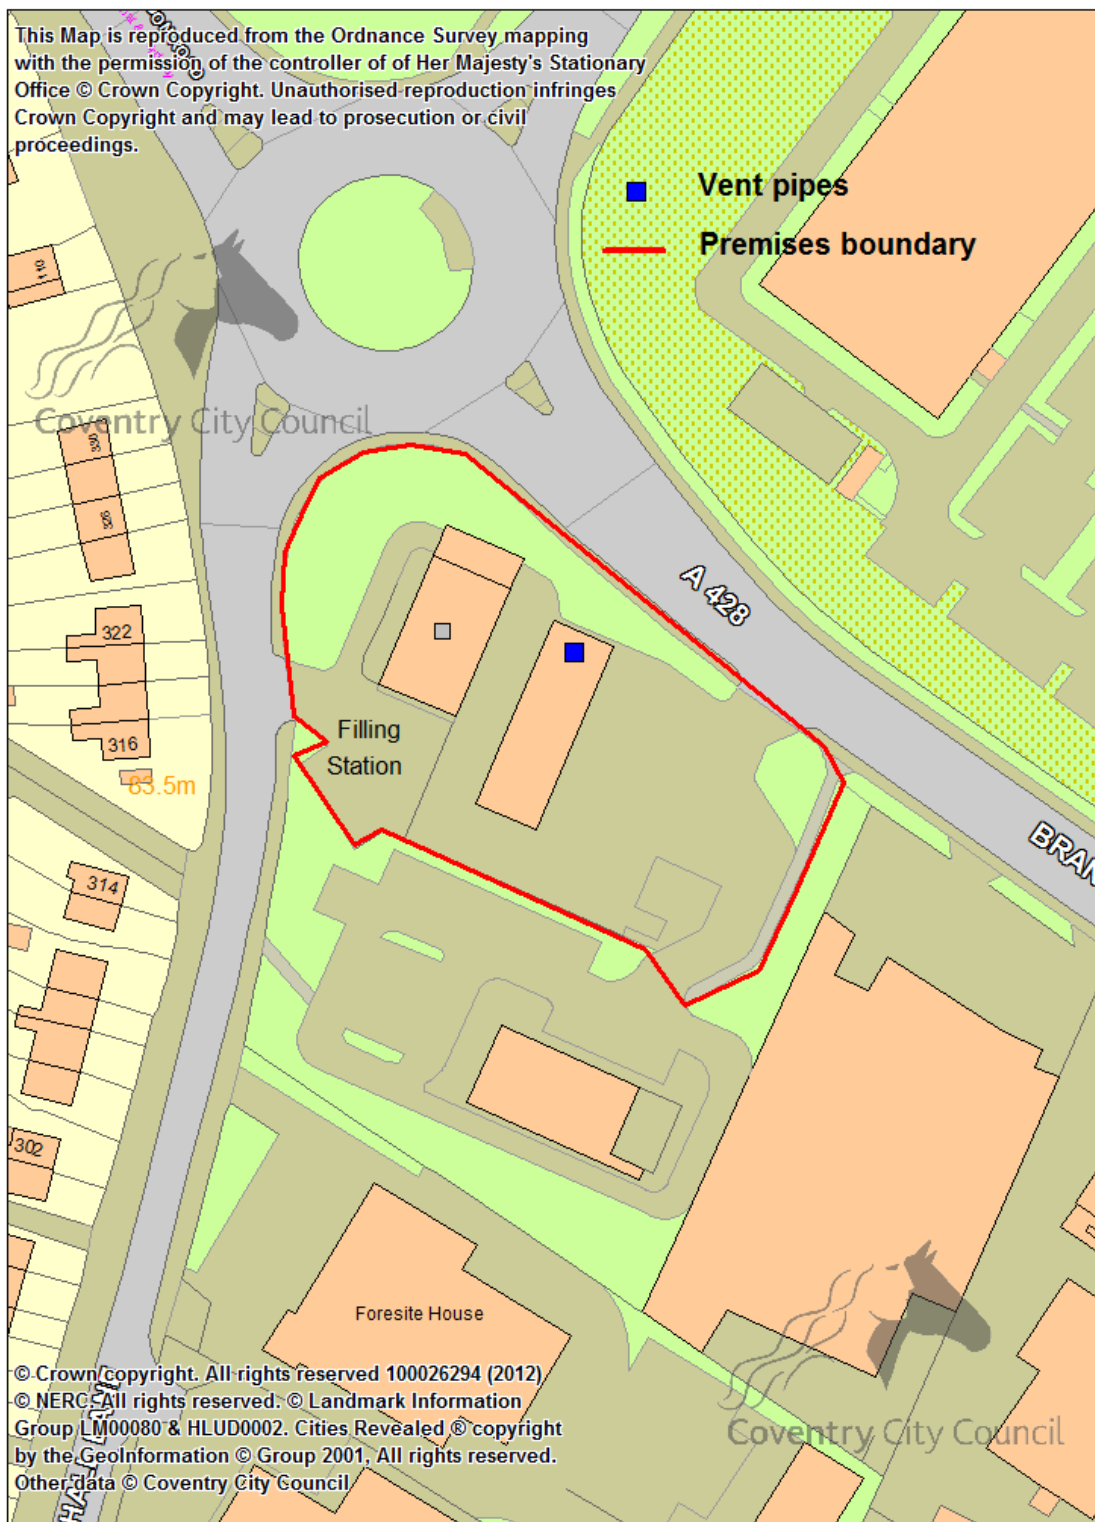 This Map is reproduced from the Ordnance Survey mapping
with the permission of the controller of of Her Majesty's Stationary
Office © Crown Copyright. Unauthorised reproduction infringes
Crown Copyright and may lead to prosecution or civil
proceedings.
Vent pipes
Premises boundary
110
Coventry City Council
326
A 428
322
Filling
Station
316
83.5m
BRAN
314
302
Foresite House
© Crown copyright. All rights reserved 100026294 (2012)
© NERC. All rights reserved. © Landmark Information
Group LM00080 & HLUD0002. Cities Revealed ® copyright
by the GeoInformation © Group 2001, All rights reserved.
Other data © Coventry City Council
Coventry City Council